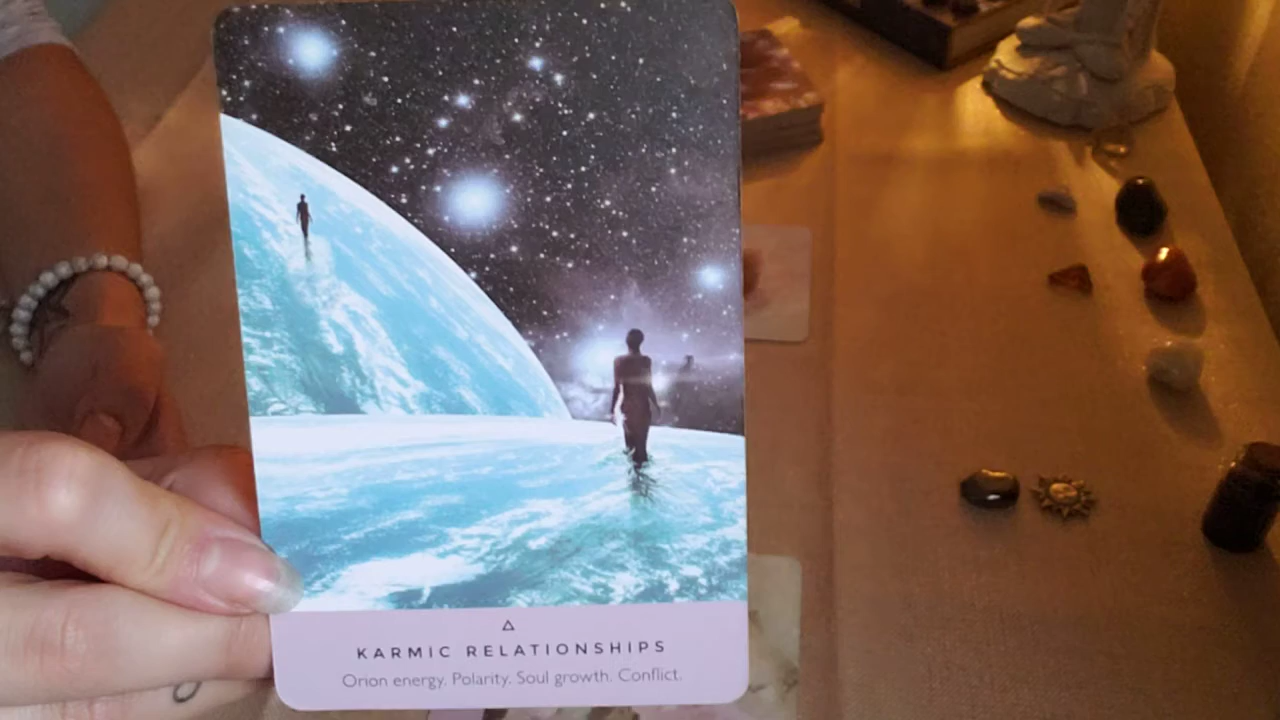 KARMIC RELATIONSHIPS
Orion energy. Polarity. Soul growth. Conflict.